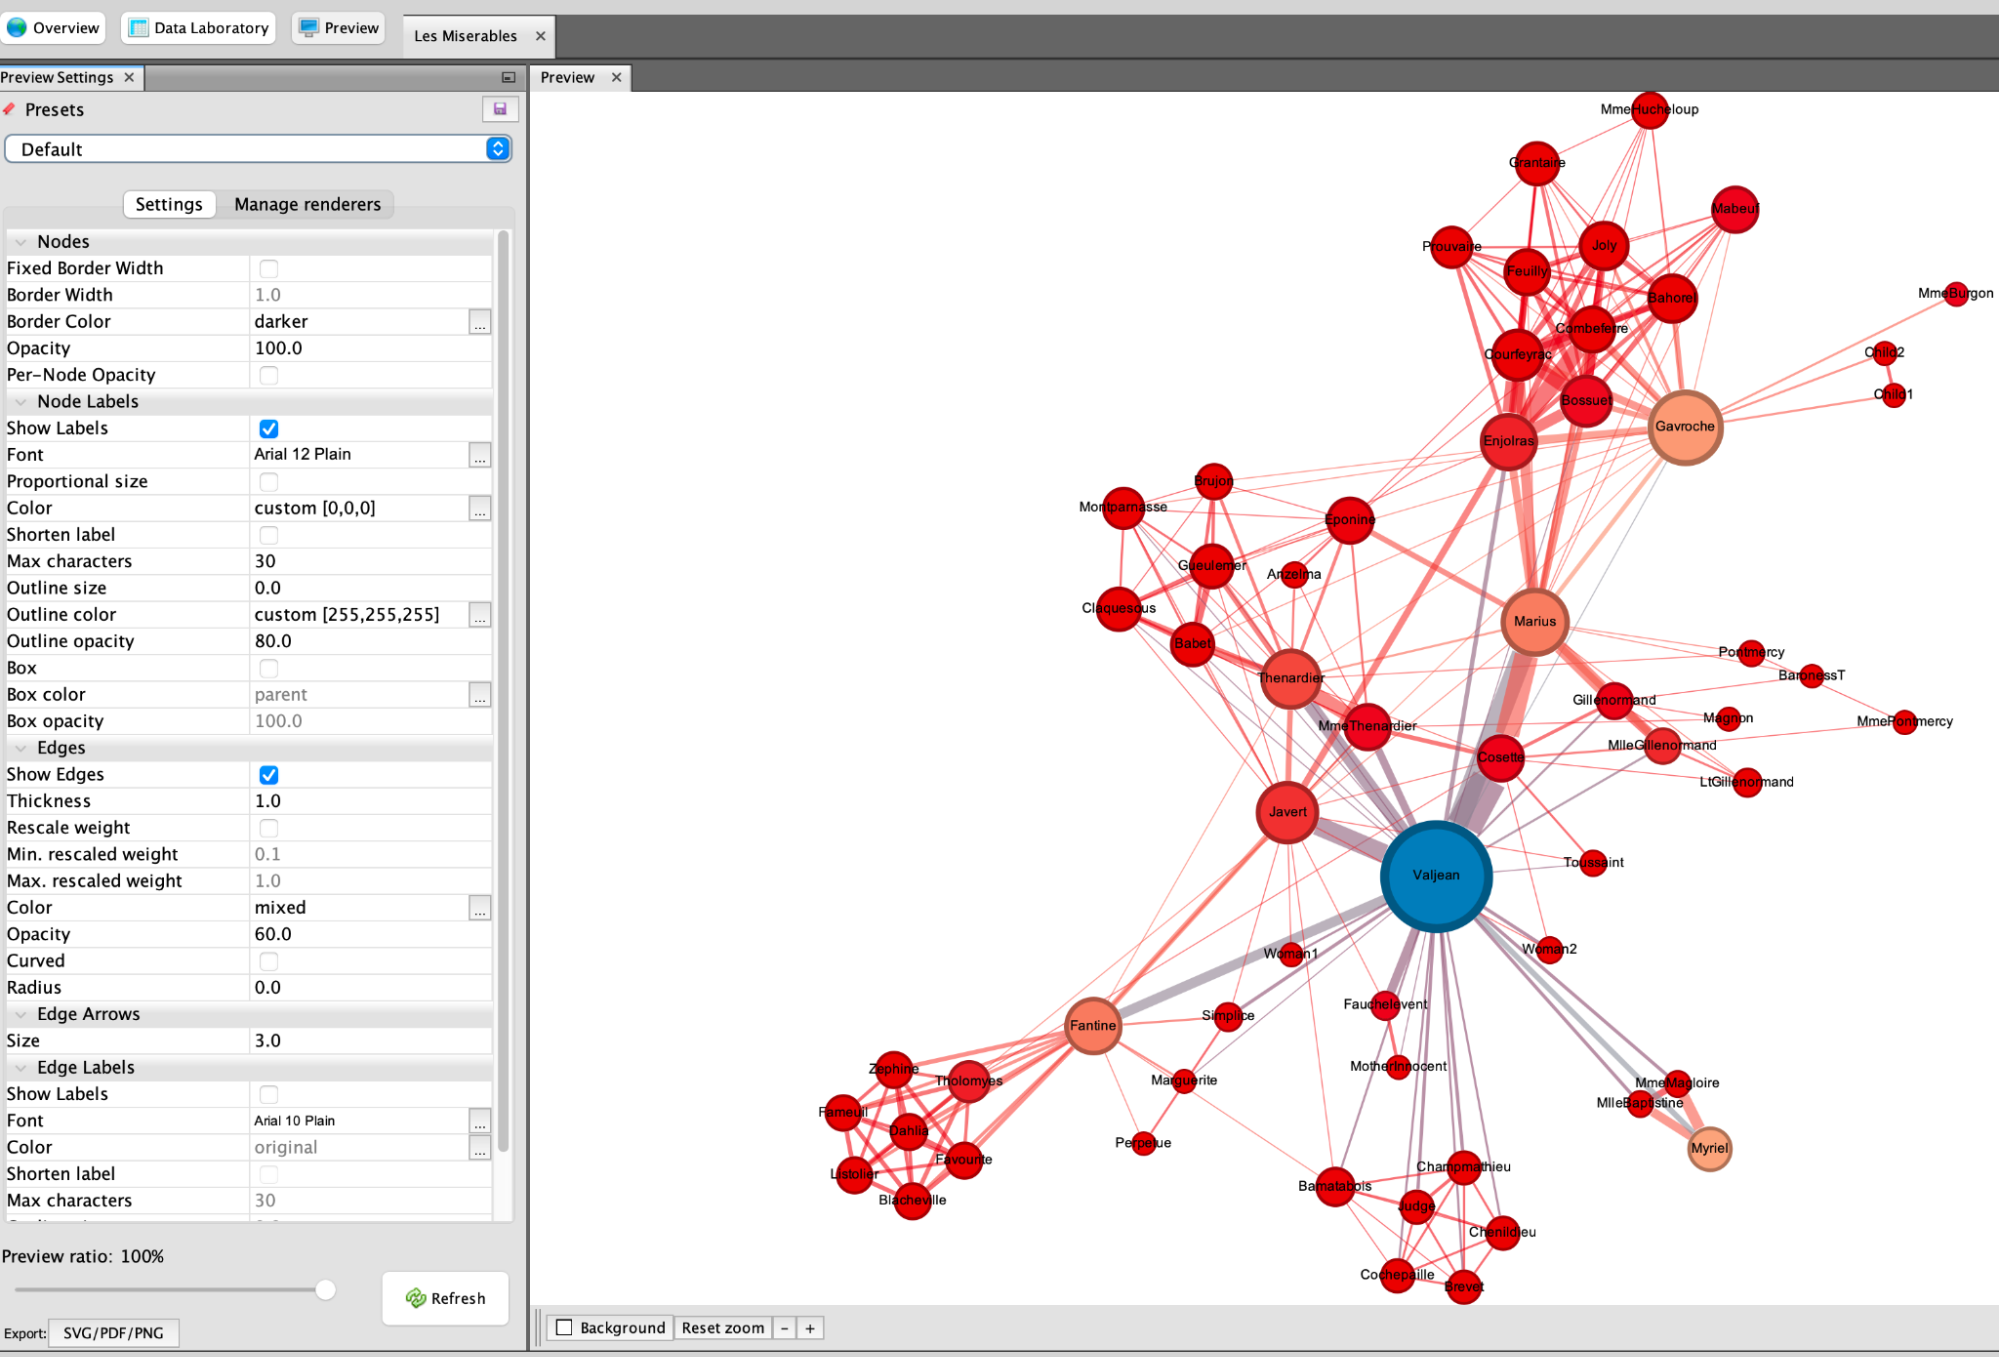 Overview
Data Laboratory
Preview
Les Miserables
Preview Settings
Preview
Presets
Default
Settings
Manage renderers
Nodes
Fixed Border Width
Border Width 1.0
Border Color darker ...
Opacity 100.0
Per-Node Opacity
Node Labels
Show Labels
Font Arial 12 Plain ...
Proportional size
Color custom [0,0,0] ...
Shorten label
Max characters 30
Outline size 0.0
Outline color custom [255,255,255] ...
Outline opacity 80.0
Box
Box color parent ...
Box opacity 100.0
Edges
Show Edges
Thickness 1.0
Rescale weight
Min. rescaled weight 0.1
Max. rescaled weight 1.0
Color mixed ...
Opacity 60.0
Curved
Radius 0.0
Edge Arrows
Size 3.0
Edge Labels
Show Labels
Font Arial 10 Plain ...
Color original ...
Shorten label
Max characters 30
Preview ratio: 100%
Refresh
Export: SVG/PDF/PNG
MmeHucheloup
Grantaire
Mabeuf
Prouvaire
Joly
Feuilly
MmeBurgon
Bahorel
Combeferre
Courfeyrac
Child2
Child1
Bossuet
Gavroche
Enjolras
Brujon
Montparnasse
Eponine
Gueulemer
Anzelma
Claquesous
Marius
Babet
Pontmercy
BaronessT
Thenardier
Gillenormand
Magnon
MmePontmercy
MmeThenardier
MlleGillenormand
Cosette
LtGillenormand
Javert
Toussaint
Valjean
Woman2
Woman1
Fauchelevent
Simplice
Fantine
MotherInnocent
Zephine
Tholomyes
Marguerite
MmeMagloire
MlleBaptistine
Fameuil
Dahlia
Perpetue
Myriel
Favourite
Listolier
Champmathieu
Bamatabois
Blacheville
Judge
Chenildieu
Cochepaille
Brevet
Background
Reset zoom
-
+